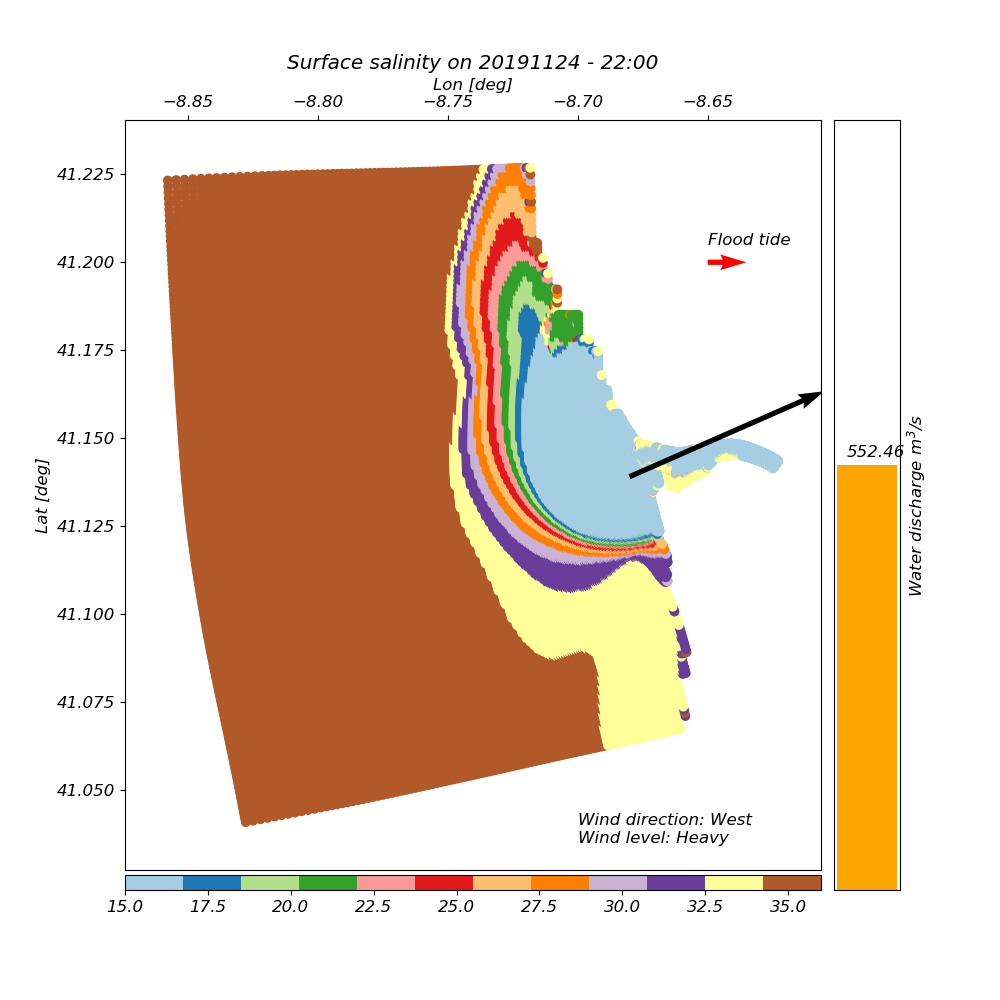 Surface salinity on 20191124 - 22:00
Lon [deg]
−8.85 −8.80 −8.75 −8.70 −8.65
41.225
41.200
41.175
41.150
41.125
41.100
41.075
41.050
Lat [deg]
Flood tide
552.46
Water discharge m³/s
Wind direction: West
Wind level: Heavy
15.0 17.5 20.0 22.5 25.0 27.5 30.0 32.5 35.0